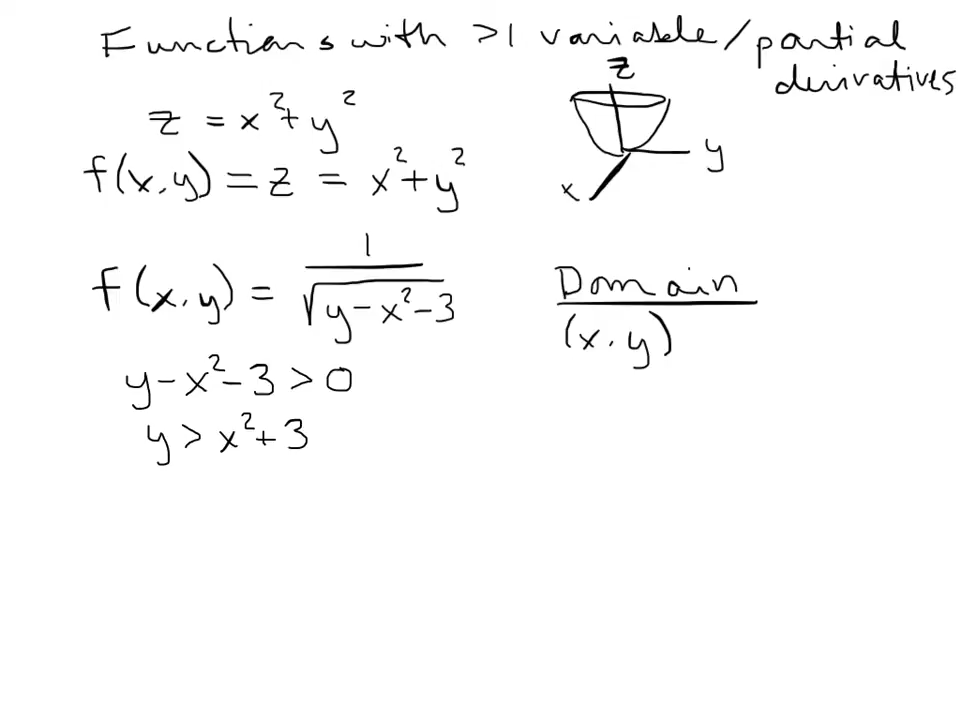 Functions with >1 variable/partial
derivatives
z = x² + y²
f(x,y) = z = x² + y²
z
y
x
f(x,y) = 1/√(y-x²-3)
Domain
(x,y)
y-x²-3 > 0
y > x²+3